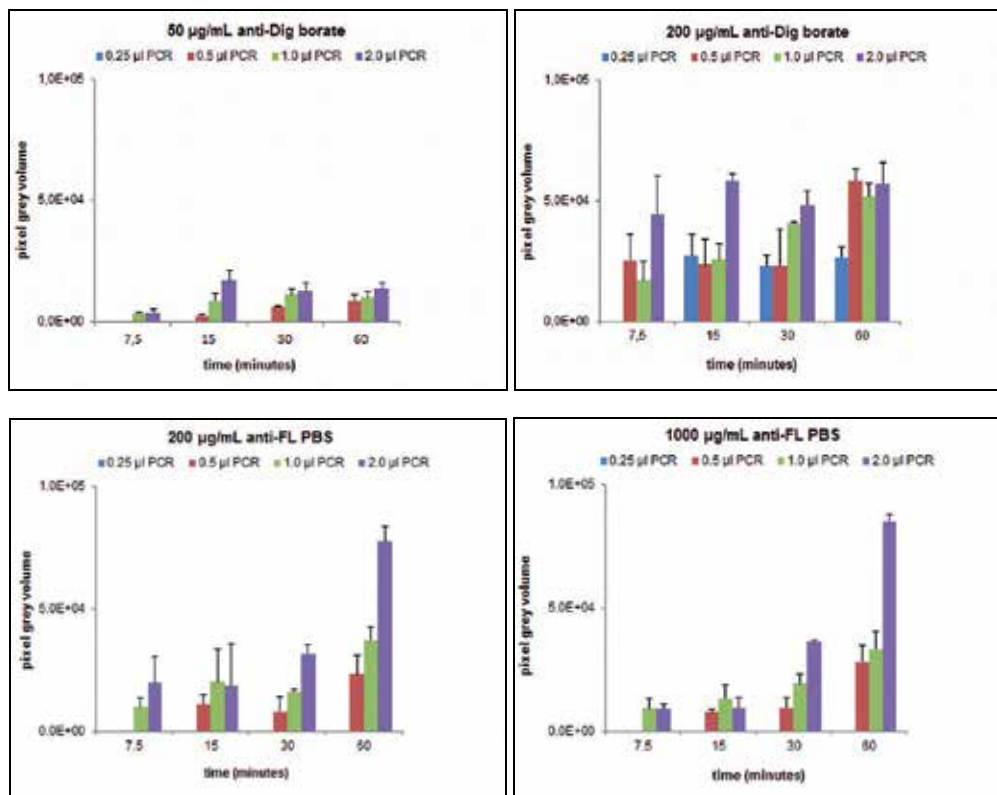 50 µg/mL anti-Dig borate
0.25 µl PCR 0.5 µl PCR 1.0 µl PCR 2.0 µl PCR
1,0E+05
5,0E+04
0,0E+00
pixel grey volume
7,5 15 30 60
time (minutes)
200 µg/mL anti-Dig borate
0.25 µl PCR 0.5 µl PCR 1.0 µl PCR 2.0 µl PCR
1,0E+05
5,0E+04
0,0E+00
pixel grey volume
7,5 15 30 60
time (minutes)
200 µg/mL anti-FL PBS
0.25 µl PCR 0.5 µl PCR 1.0 µl PCR 2.0 µl PCR
1.0E+05
5.0E+04
0.0E+00
pixel grey volume
7.5 15 30 60
time (minutes)
1000 µg/mL anti-FL PBS
0.25 µl PCR 0.5 µl PCR 1.0 µl PCR 2.0 µl PCR
1.0E+05
5.0E+04
0.0E+00
pixel grey volume
7.5 15 30 60
time (minutes)